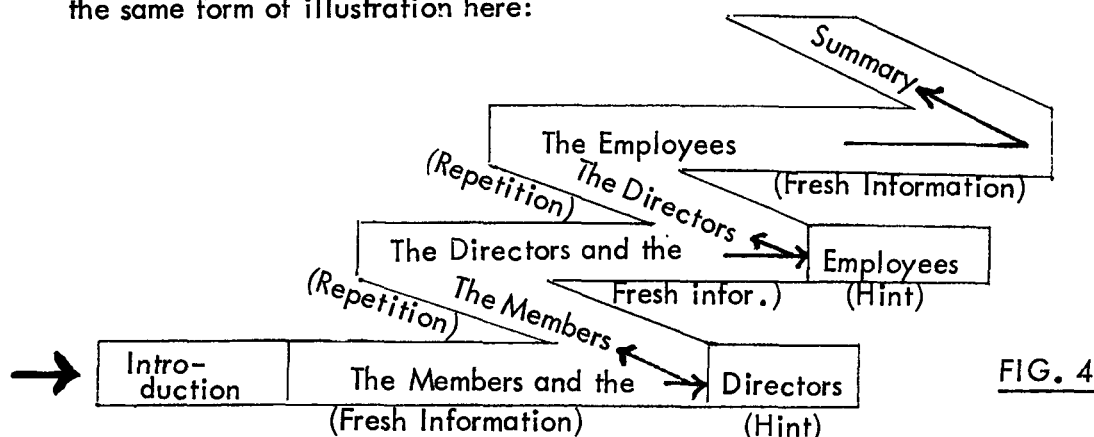 the same form of illustration here:
Summary
The Employees
(Fresh Information)
(Repetition)
The Directors
The Directors and the
Employees
(Hint)
Fresh infor.)
(Repetition)
The Members
Intro-
duction
The Members and the
Directors
(Fresh Information)
(Hint)
FIG. 4